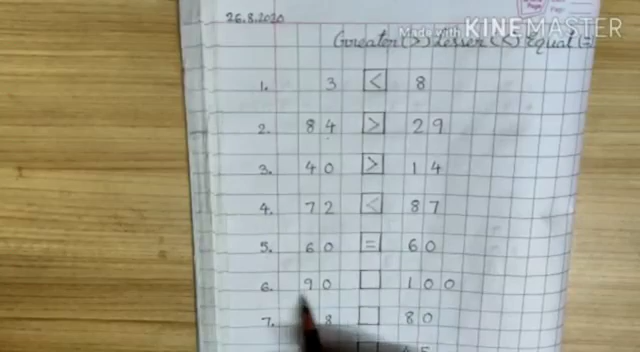 26.8.2020
Made with KINEMASTER
Greater (>) Lesser (<) Equal (=)
1. 3 < 8
2. 84 > 29
3. 40 > 14
4. 72 < 87
5. 60 = 60
6. 90 100
7. 8 80